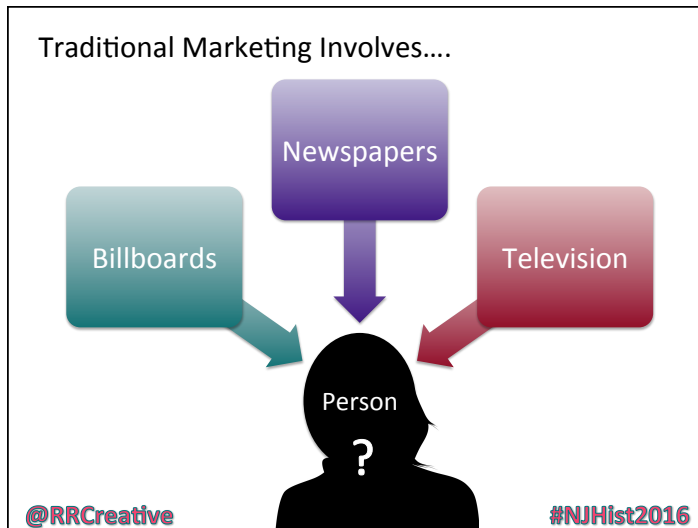 Traditional Marketing Involves….
Newspapers
Billboards
Television
Person
?
@RRCreative
#NJHist2016